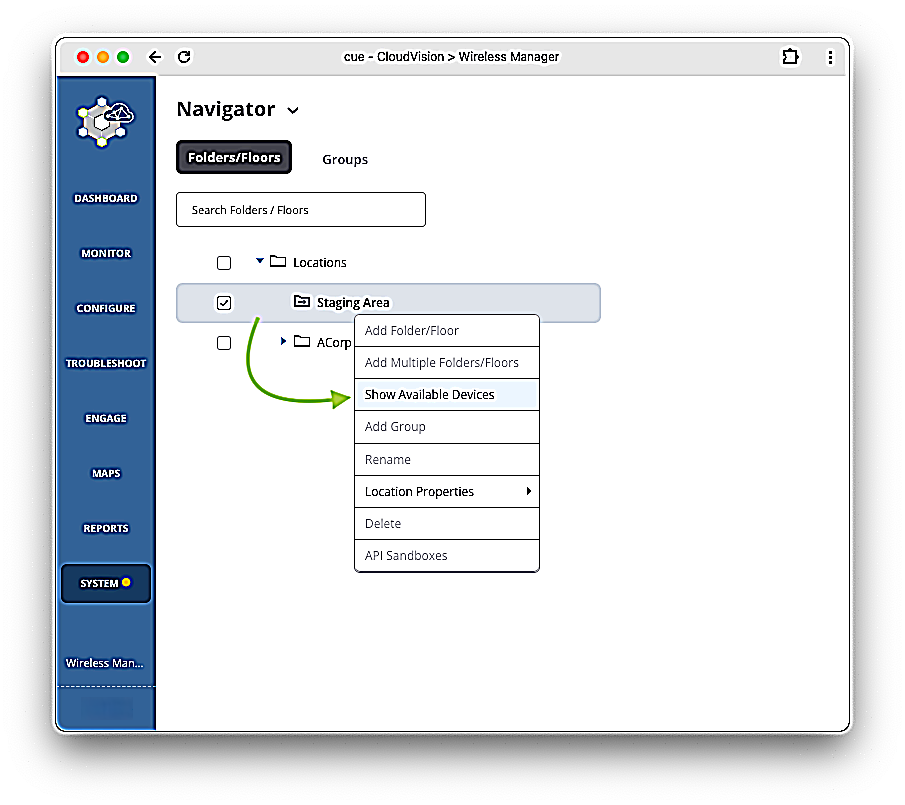 cue - CloudVision > Wireless Manager
Navigator
Folders/Floors
Groups
Search Folders / Floors
Locations
Staging Area
ACorp
Add Folder/Floor
Add Multiple Folders/Floors
Show Available Devices
Add Group
Rename
Location Properties
Delete
API Sandboxes
DASHBOARD
MONITOR
CONFIGURE
TROUBLESHOOT
ENGAGE
MAPS
REPORTS
SYSTEM
Wireless Man...